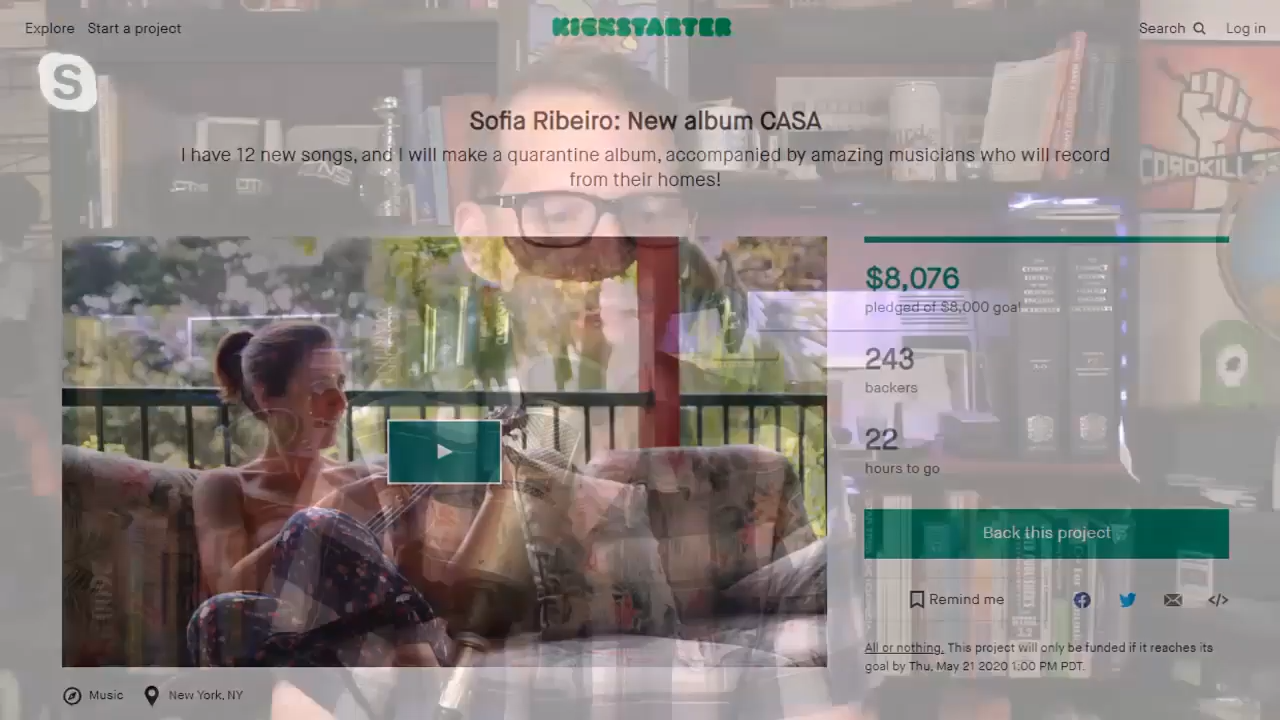 Explore Start a project KICKSTARTER Search Log in
S
Sofia Ribeiro: New album CASA
I have 12 new songs, and I will make a quarantine album, accompanied by amazing musicians who will record
from their homes!
$8,076
pledged of $8,000 goal!
243
backers
22
hours to go
Back this project
Remind me
All or nothing. This project will only be funded if it reaches its
goal by Thu, May 21 2020 1:00 PM PDT.
Music New York, NY